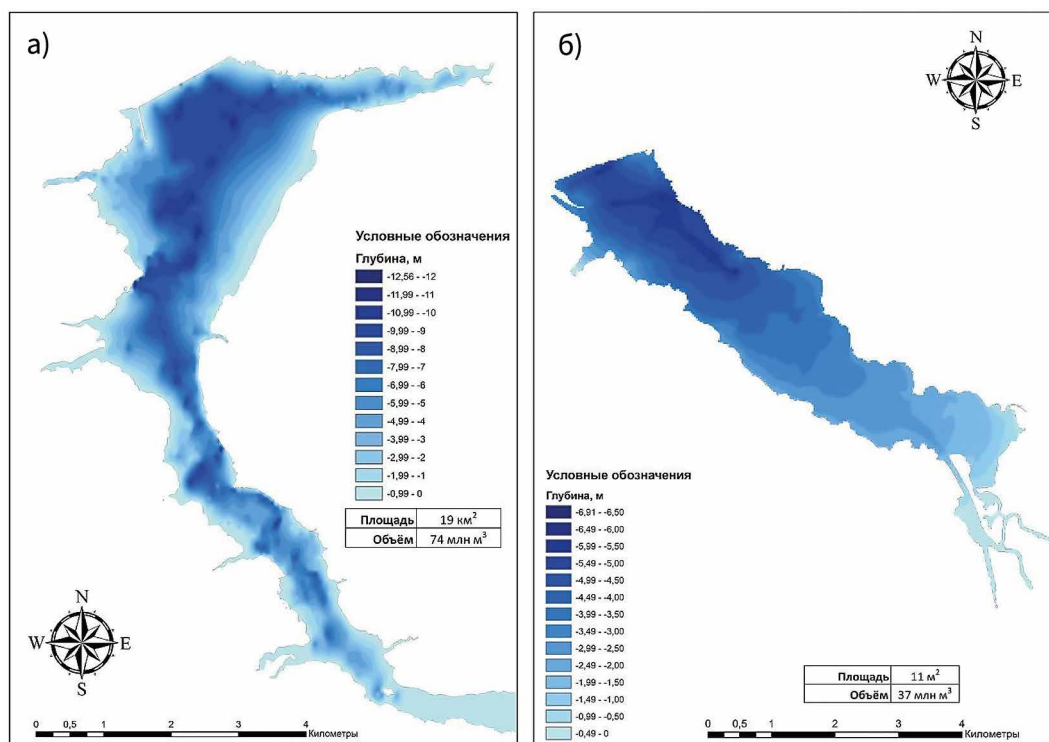 а)
Условные обозначения
Глубина, м
-12,56 - -12
-11,99 - -11
-10,99 - -10
-9,99 - -9
-8,99 - -8
-7,99 - -7
-6,99 - -6
-5,99 - -5
-4,99 - -4
-3,99 - -3
-2,99 - -2
-1,99 - -1
-0,99 - 0
Площадь 19 км²
Объём 74 млн м³
N
W E
S
0 0,5 1 2 3 4
Километры
б)
N
W E
S
Условные обозначения
Глубина, м
-6,91 - -6,50
-6,49 - -6,00
-5,99 - -5,50
-5,49 - -5,00
-4,99 - -4,50
-4,49 - -4,00
-3,99 - -3,50
-3,49 - -3,00
-2,99 - -2,50
-2,49 - -2,00
-1,99 - -1,50
-1,49 - -1,00
-0,99 - -0,50
-0,49 - 0
Площадь 11 м²
Объём 37 млн м³
0 0,5 1 2 3 4
Километры